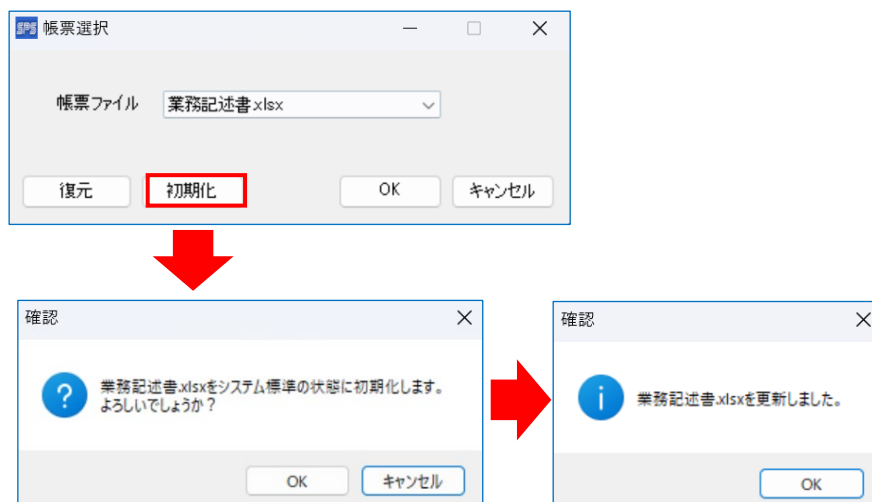 SPS 帳票選択
帳票ファイル 業務記述書.xlsx
復元 初期化 OK キャンセル
確認
業務記述書.xlsxをシステム標準の状態に初期化します。
よろしいでしょうか?
OK キャンセル
確認
業務記述書.xlsxを更新しました。
OK